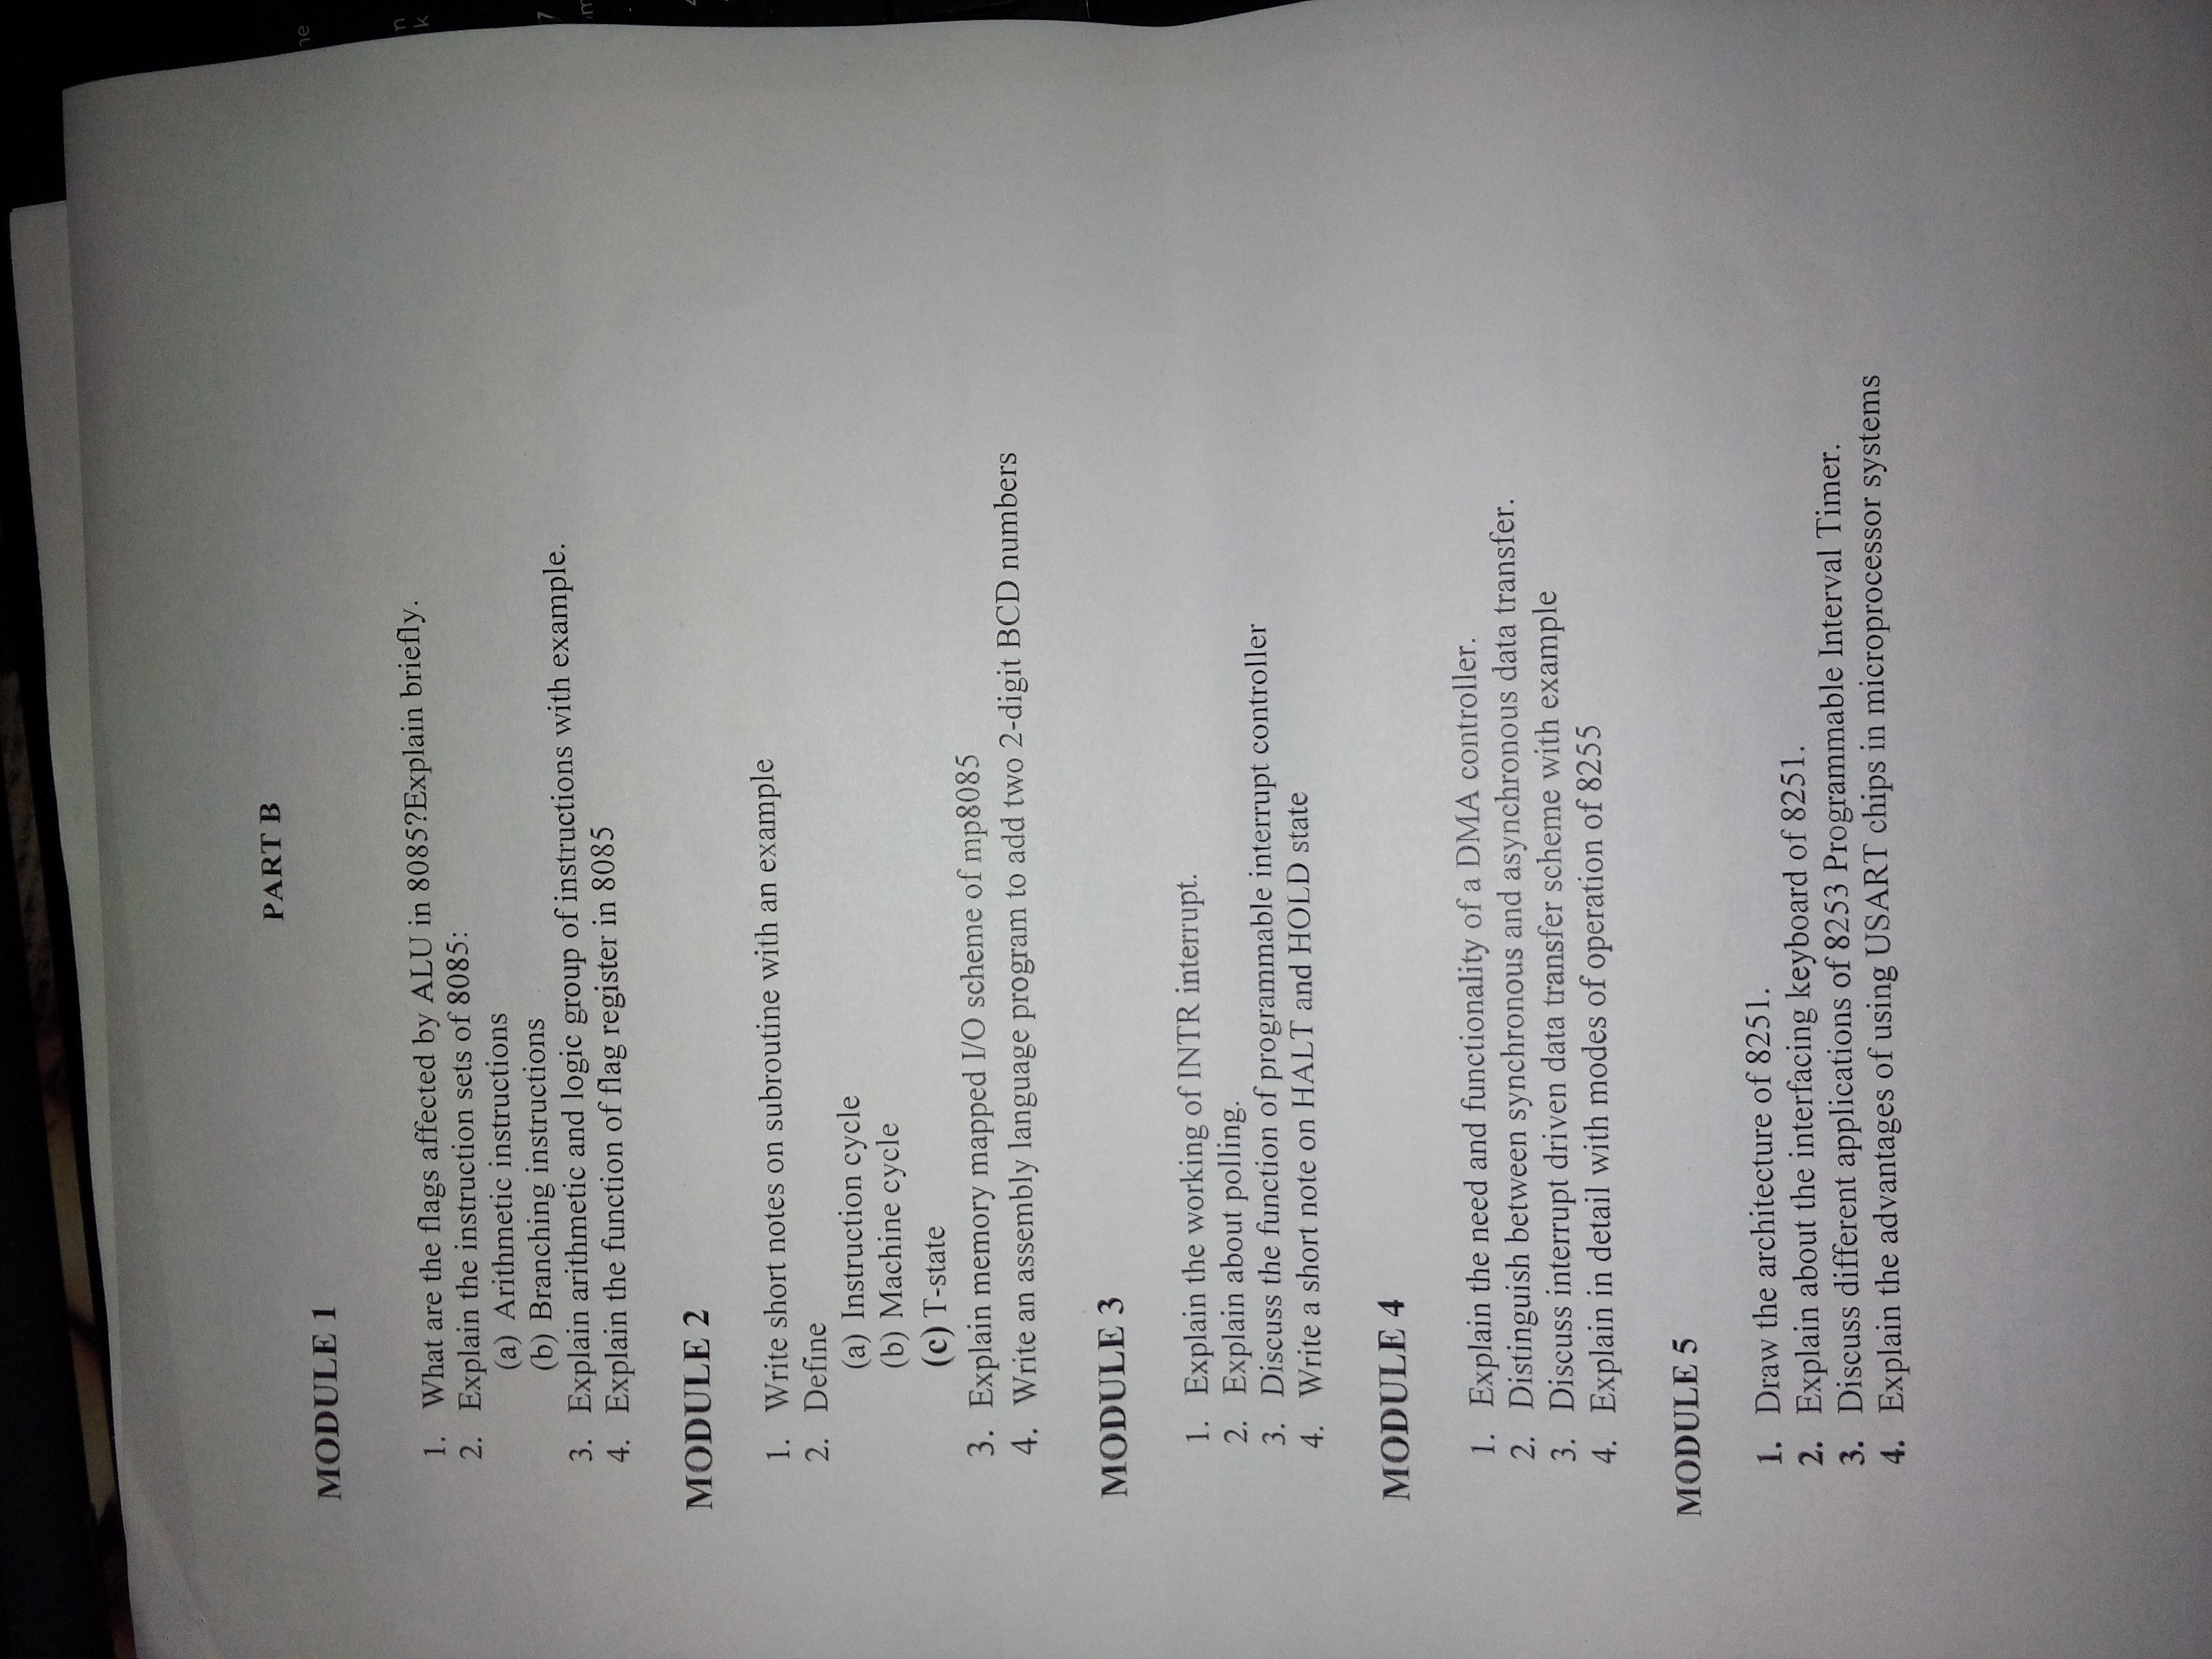 PART B
MODULE 1
1. What are the flags affected by ALU in 8085?Explain briefly.
2. Explain the instruction sets of 8085:
(a) Arithmetic instructions
(b) Branching instructions
3. Explain arithmetic and logic group of instructions with example.
4. Explain the function of flag register in 8085
MODULE 2
1. Write short notes on subroutine with an example
2. Define
(a) Instruction cycle
(b) Machine cycle
(c) T-state
3. Explain memory mapped I/O scheme of mp8085
4. Write an assembly language program to add two 2-digit BCD numbers
MODULE 3
1. Explain the working of INTR interrupt.
2. Explain about polling.
3. Discuss the function of programmable interrupt controller
4. Write a short note on HALT and HOLD state
MODULE 4
1. Explain the need and functionality of a DMA controller.
2. Distinguish between synchronous and asynchronous data transfer.
3. Discuss interrupt driven data transfer scheme with example
4. Explain in detail with modes of operation of 8255
MODULE 5
1. Draw the architecture of 8251.
2. Explain about the interfacing keyboard of 8251.
3. Discuss different applications of 8253 Programmable Interval Timer.
4. Explain the advantages of using USART chips in microprocessor systems